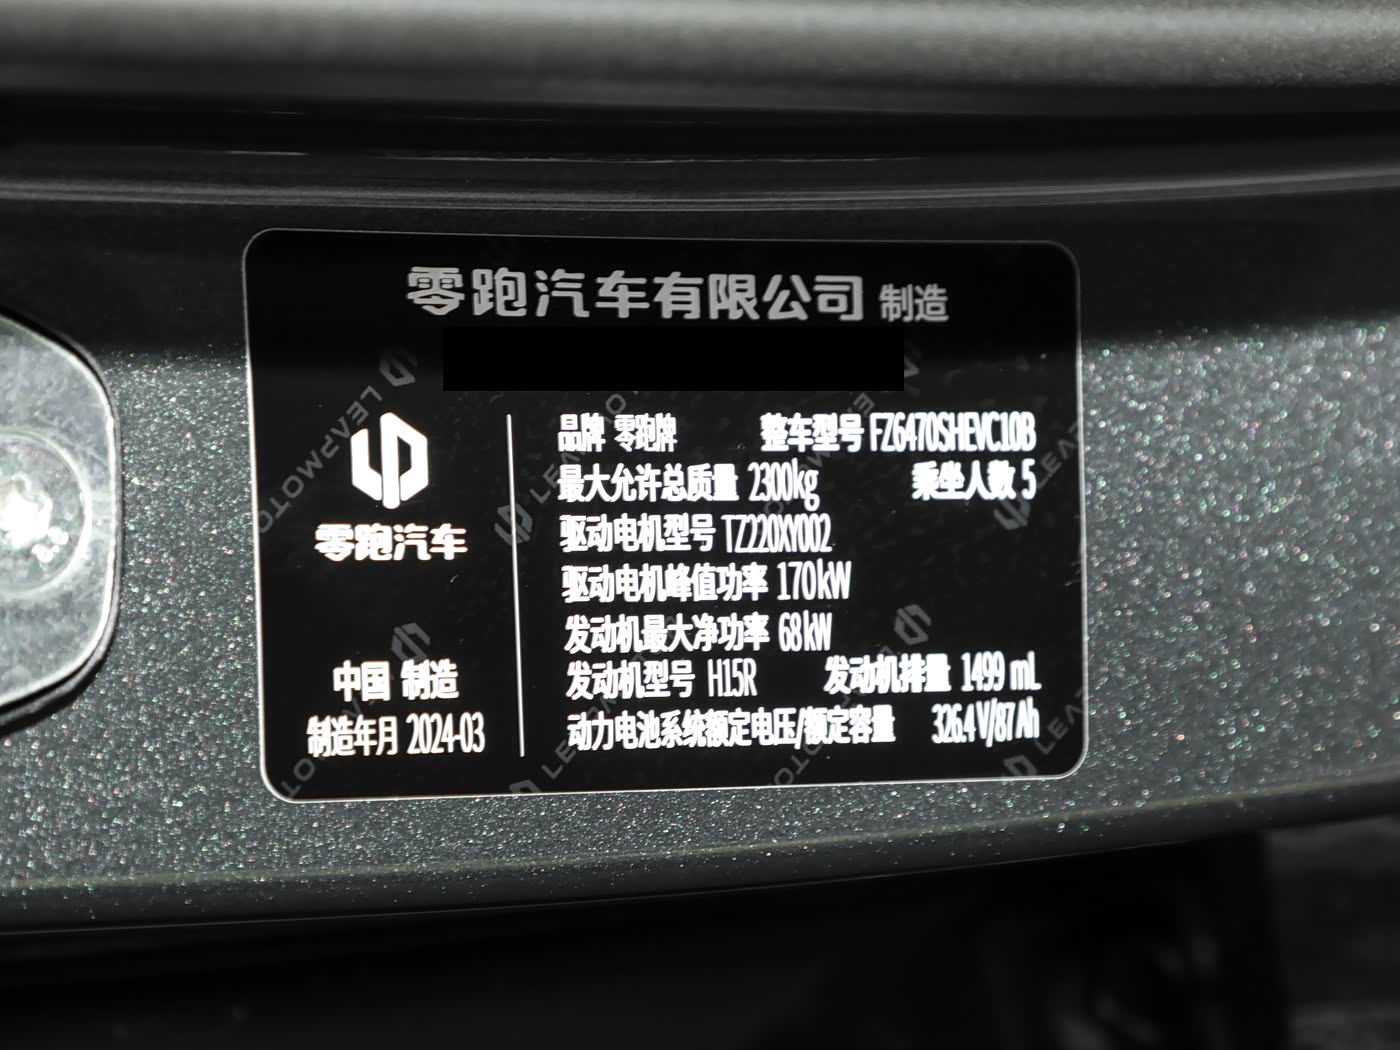 零跑汽车有限公司 制造
品牌 零跑牌 整车型号 FZ6470SHEVC10B
最大允许总质量 2300kg 乘坐人数 5
驱动电机型号 TZ220XY002
驱动电机峰值功率 170kW
发动机最大净功率 68kW
发动机型号 H15R 发动机排量 1499 mL
动力电池系统额定电压/额定容量 326.4V/87Ah
零跑汽车
中国 制造
制造年月 2024-03
LEAPMOTOR